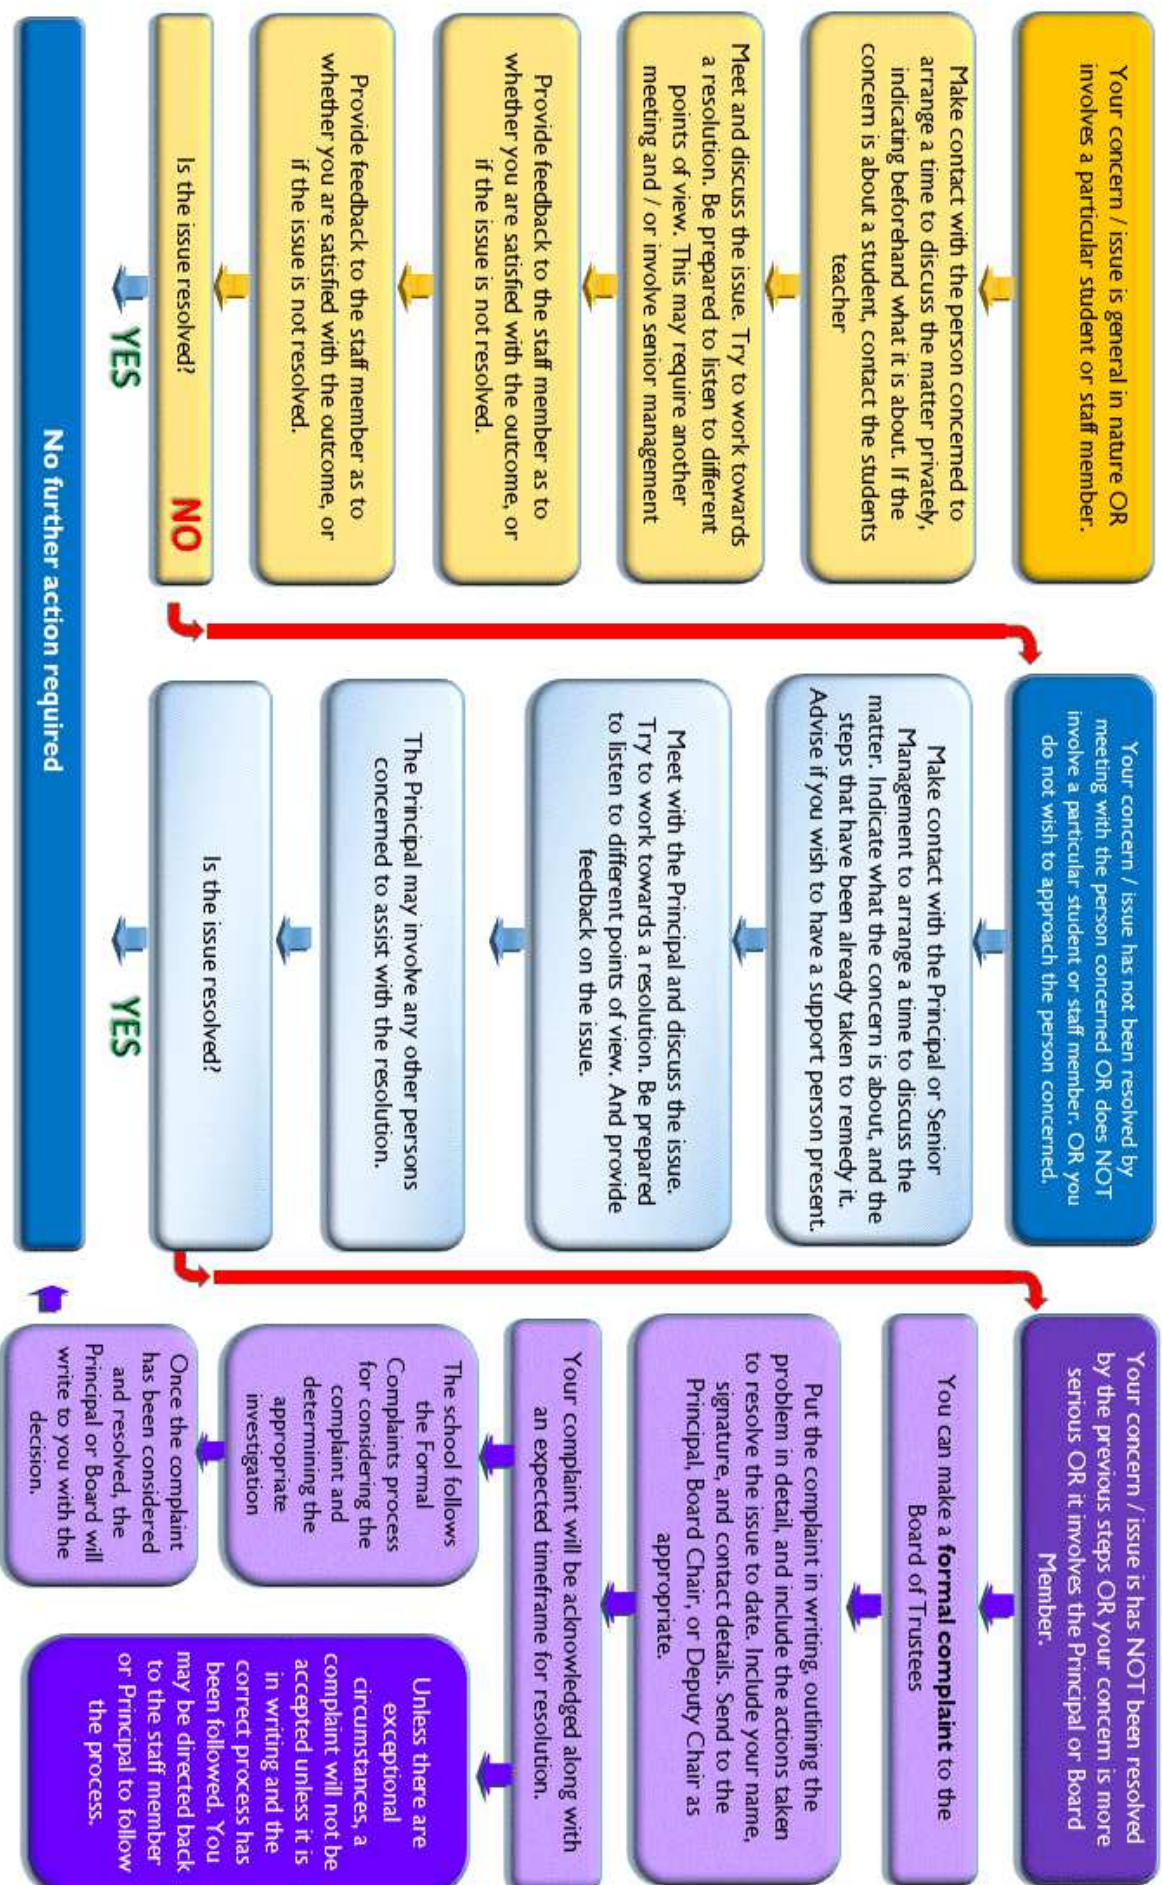 Your concern / issue is general in nature OR
involves a particular student or staff member.
Make contact with the person concerned to
arrange a time to discuss the matter privately,
indicating beforehand what it is about. If the
concern is about a student, contact the students
teacher
Meet and discuss the issue. Try to work towards
a resolution. Be prepared to listen to different
points of view. This may require another
meeting and / or involve senior management
Provide feedback to the staff member as to
whether you are satisfied with the outcome, or
if the issue is not resolved.
Provide feedback to the staff member as to
whether you are satisfied with the outcome, or
if the issue is not resolved.
Is the issue resolved?
NO
YES
Your concern / issue has not been resolved by
meeting with the person concerned OR does NOT
involve a particular student or staff member. OR you
do not wish to approach the person concerned.
Make contact with the Principal or Senior
Management to arrange a time to discuss the
matter. Indicate what the concern is about, and the
steps that have been already taken to remedy it.
Advise if you wish to have a support person present.
Meet with the Principal and discuss the issue.
Try to work towards a resolution. Be prepared
to listen to different points of view. And provide
feedback on the issue.
The Principal may involve any other persons
concerned to assist with the resolution.
Is the issue resolved?
YES
Your concern / issue is has NOT been resolved
by the previous steps OR your concern is more
serious OR it involves the Principal or Board
Member.
You can make a formal complaint to the
Board of Trustees
Put the complaint in writing, outlining the
problem in detail, and include the actions taken
to resolve the issue to date. Include your name,
signature, and contact details. Send to the
Principal, Board Chair, or Deputy Chair as
appropriate.
Your complaint will be acknowledged along with
an expected timeframe for resolution.
The school follows
the Formal
Complaints process
for considering the
complaint and
determining the
appropriate
investigation
Once the complaint
has been considered
and resolved, the
Principal or Board will
write to you with the
decision.
Unless there are
exceptional
circumstances, a
complaint will not be
accepted unless it is
in writing and the
correct process has
been followed. You
may be directed back
to the staff member
or Principal to follow
the process.
No further action required